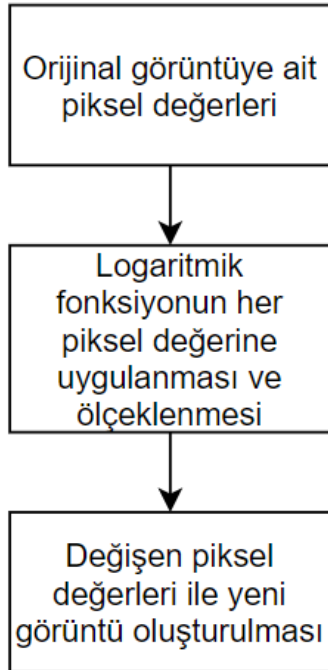 Orijinal görüntüye ait
piksel değerleri
Logaritmik
fonksiyonun her
piksel değerine
uygulanması ve
ölçeklenmesi
Değişen piksel
değerleri ile yeni
görüntü oluşturulması